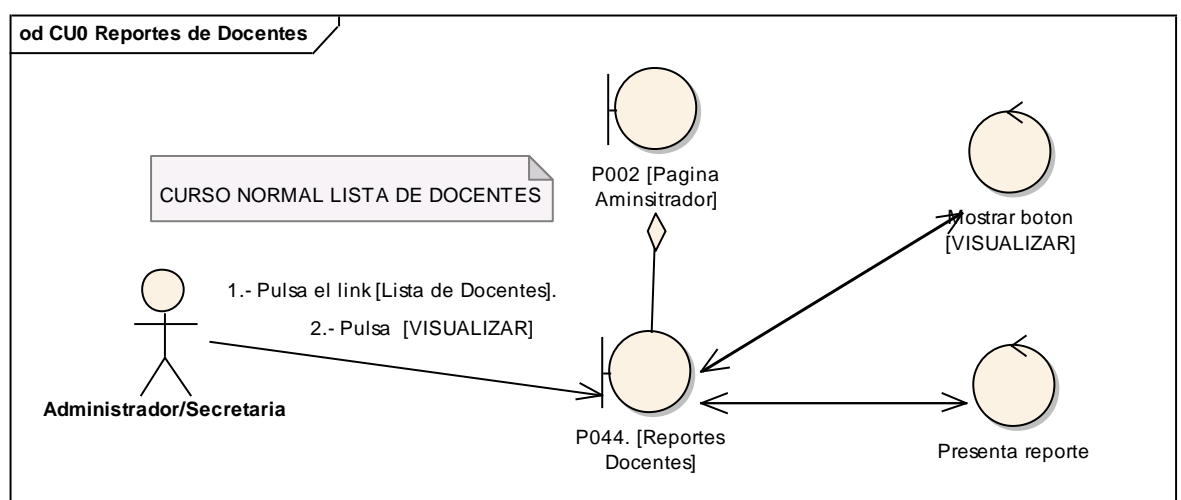 od CU0 Reportes de Docentes
P002 [Pagina
Aminsitrador]
CURSO NORMAL LISTA DE DOCENTES
Mostrar boton
[VISUALIZAR]
1.- Pulsa el link [Lista de Docentes].
2.- Pulsa [VISUALIZAR]
Administrador/Secretaria
P044. [Reportes
Docentes]
Presenta reporte